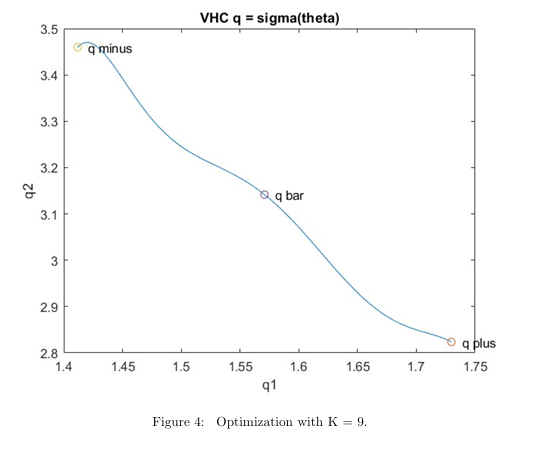 VHC q = sigma(theta)
3.5
q minus
3.4
3.3
3.2
q2
q bar
3.1
3
2.9
q plus
2.8
1.4 1.45 1.5 1.55 1.6 1.65 1.7 1.75
q1
Figure 4: Optimization with K = 9.